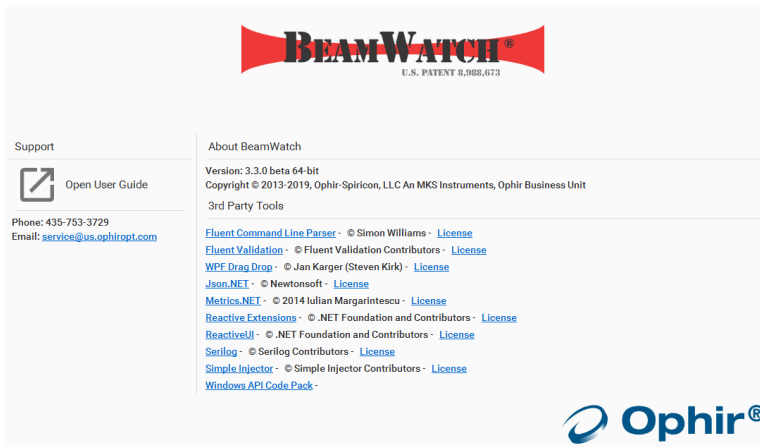 BEAMWATCH®
U.S. PATENT 8,988,673
Support
Open User Guide
Phone: 435-753-3729
Email: service@us.ophiropt.com
About BeamWatch
Version: 3.3.0 beta 64-bit
Copyright © 2013-2019, Ophir-Spiricon, LLC An MKS Instruments, Ophir Business Unit
3rd Party Tools
Fluent Command Line Parser - © Simon Williams - License
Fluent Validation - © Fluent Validation Contributors - License
WPF Drag Drop - © Jan Karger (Steven Kirk) - License
Json.NET - © Newtonsoft - License
Metrics.NET - © 2014 Iulian Margarintescu - License
Reactive Extensions - © .NET Foundation and Contributors - License
ReactiveUI - © .NET Foundation and Contributors - License
Serilog - © Serilog Contributors - License
Simple Injector - © Simple Injector Contributors - License
Windows API Code Pack -
Ophir®